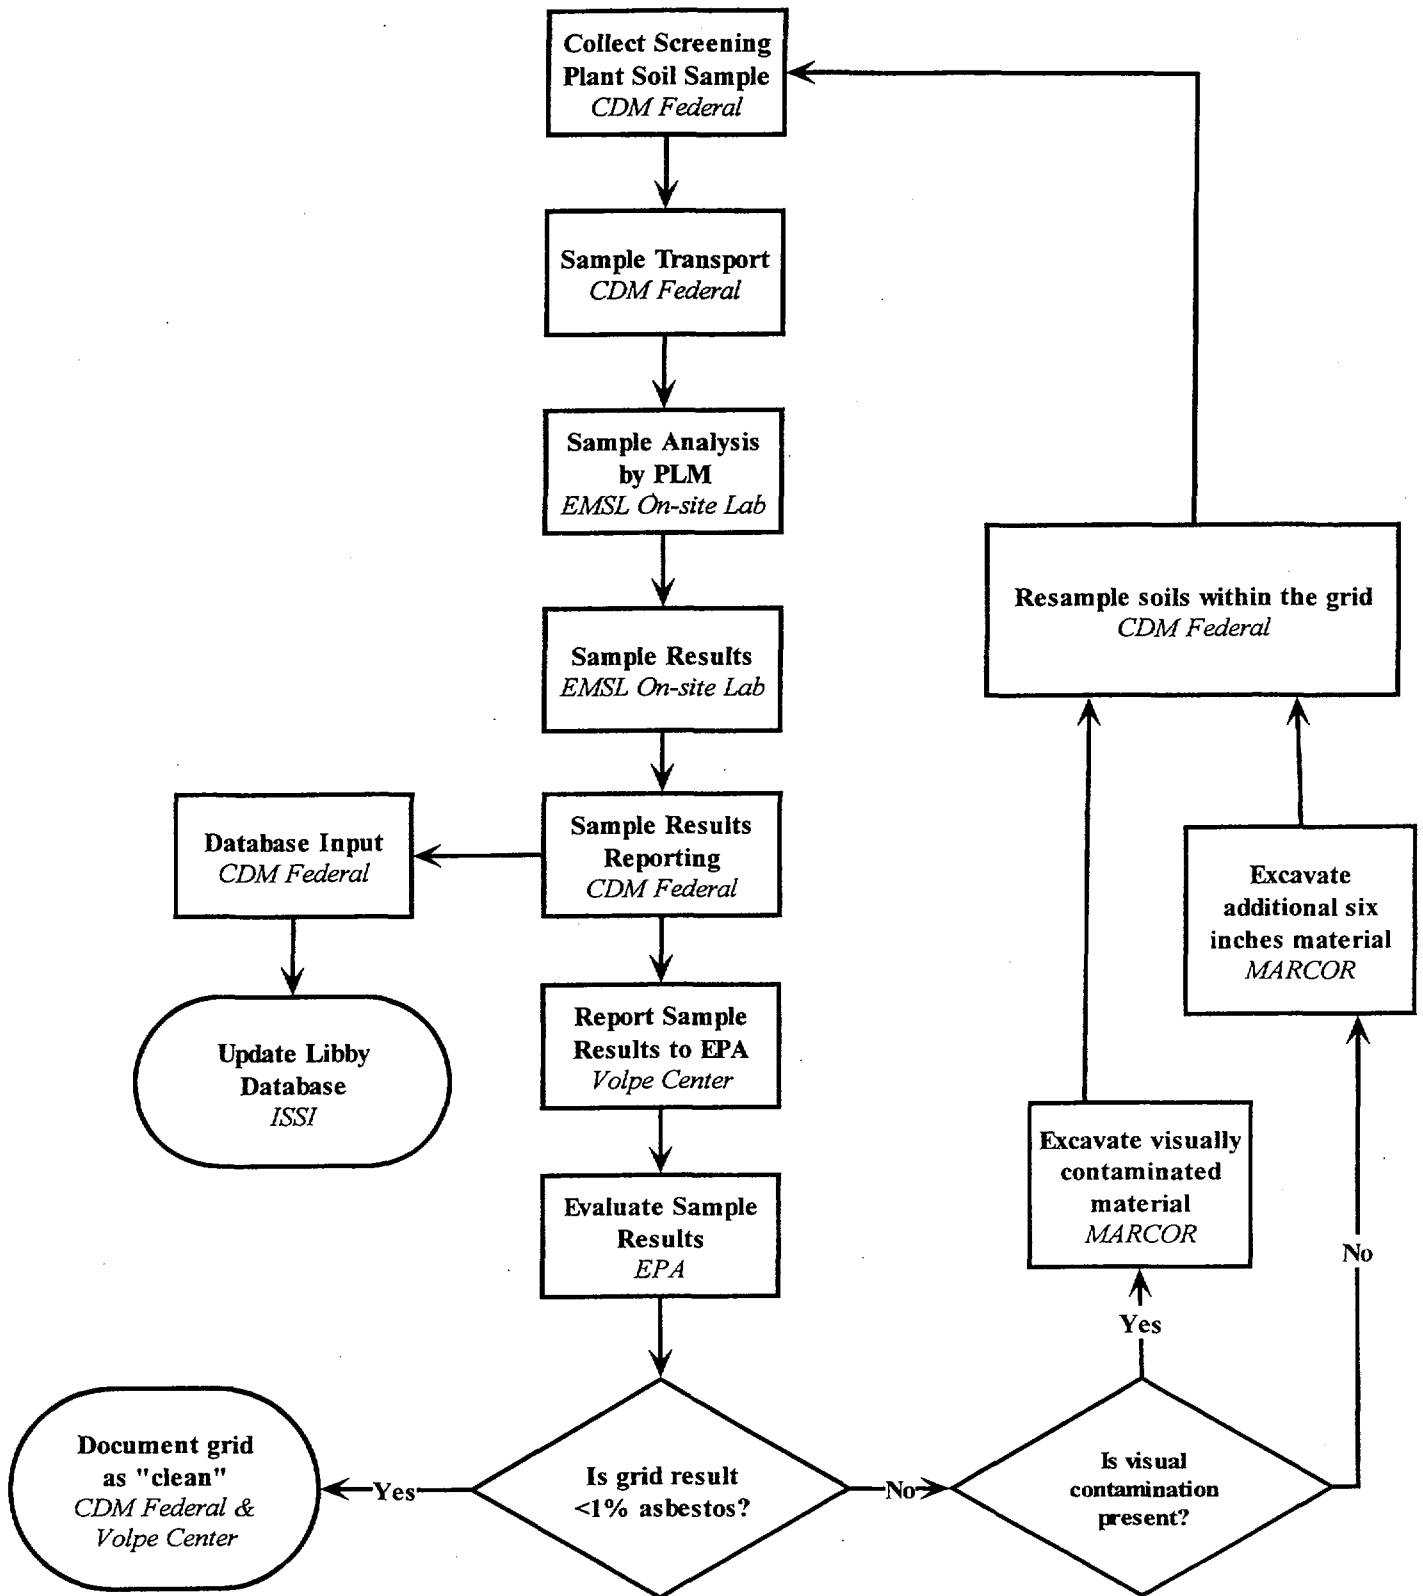 Collect Screening
Plant Soil Sample
CDM Federal
Sample Transport
CDM Federal
Sample Analysis
by PLM
EMSL On-site Lab
Sample Results
EMSL On-site Lab
Resample soils within the grid
CDM Federal
Database Input
CDM Federal
Sample Results
Reporting
CDM Federal
Excavate
additional six
inches material
MARCOR
Update Libby
Database
ISSI
Report Sample
Results to EPA
Volpe Center
Excavate visually
contaminated
material
MARCOR
Evaluate Sample
Results
EPA
No
Yes
Document grid
as "clean"
CDM Federal &
Volpe Center
Yes
Is grid result
<1% asbestos?
No
Is visual
contamination
present?